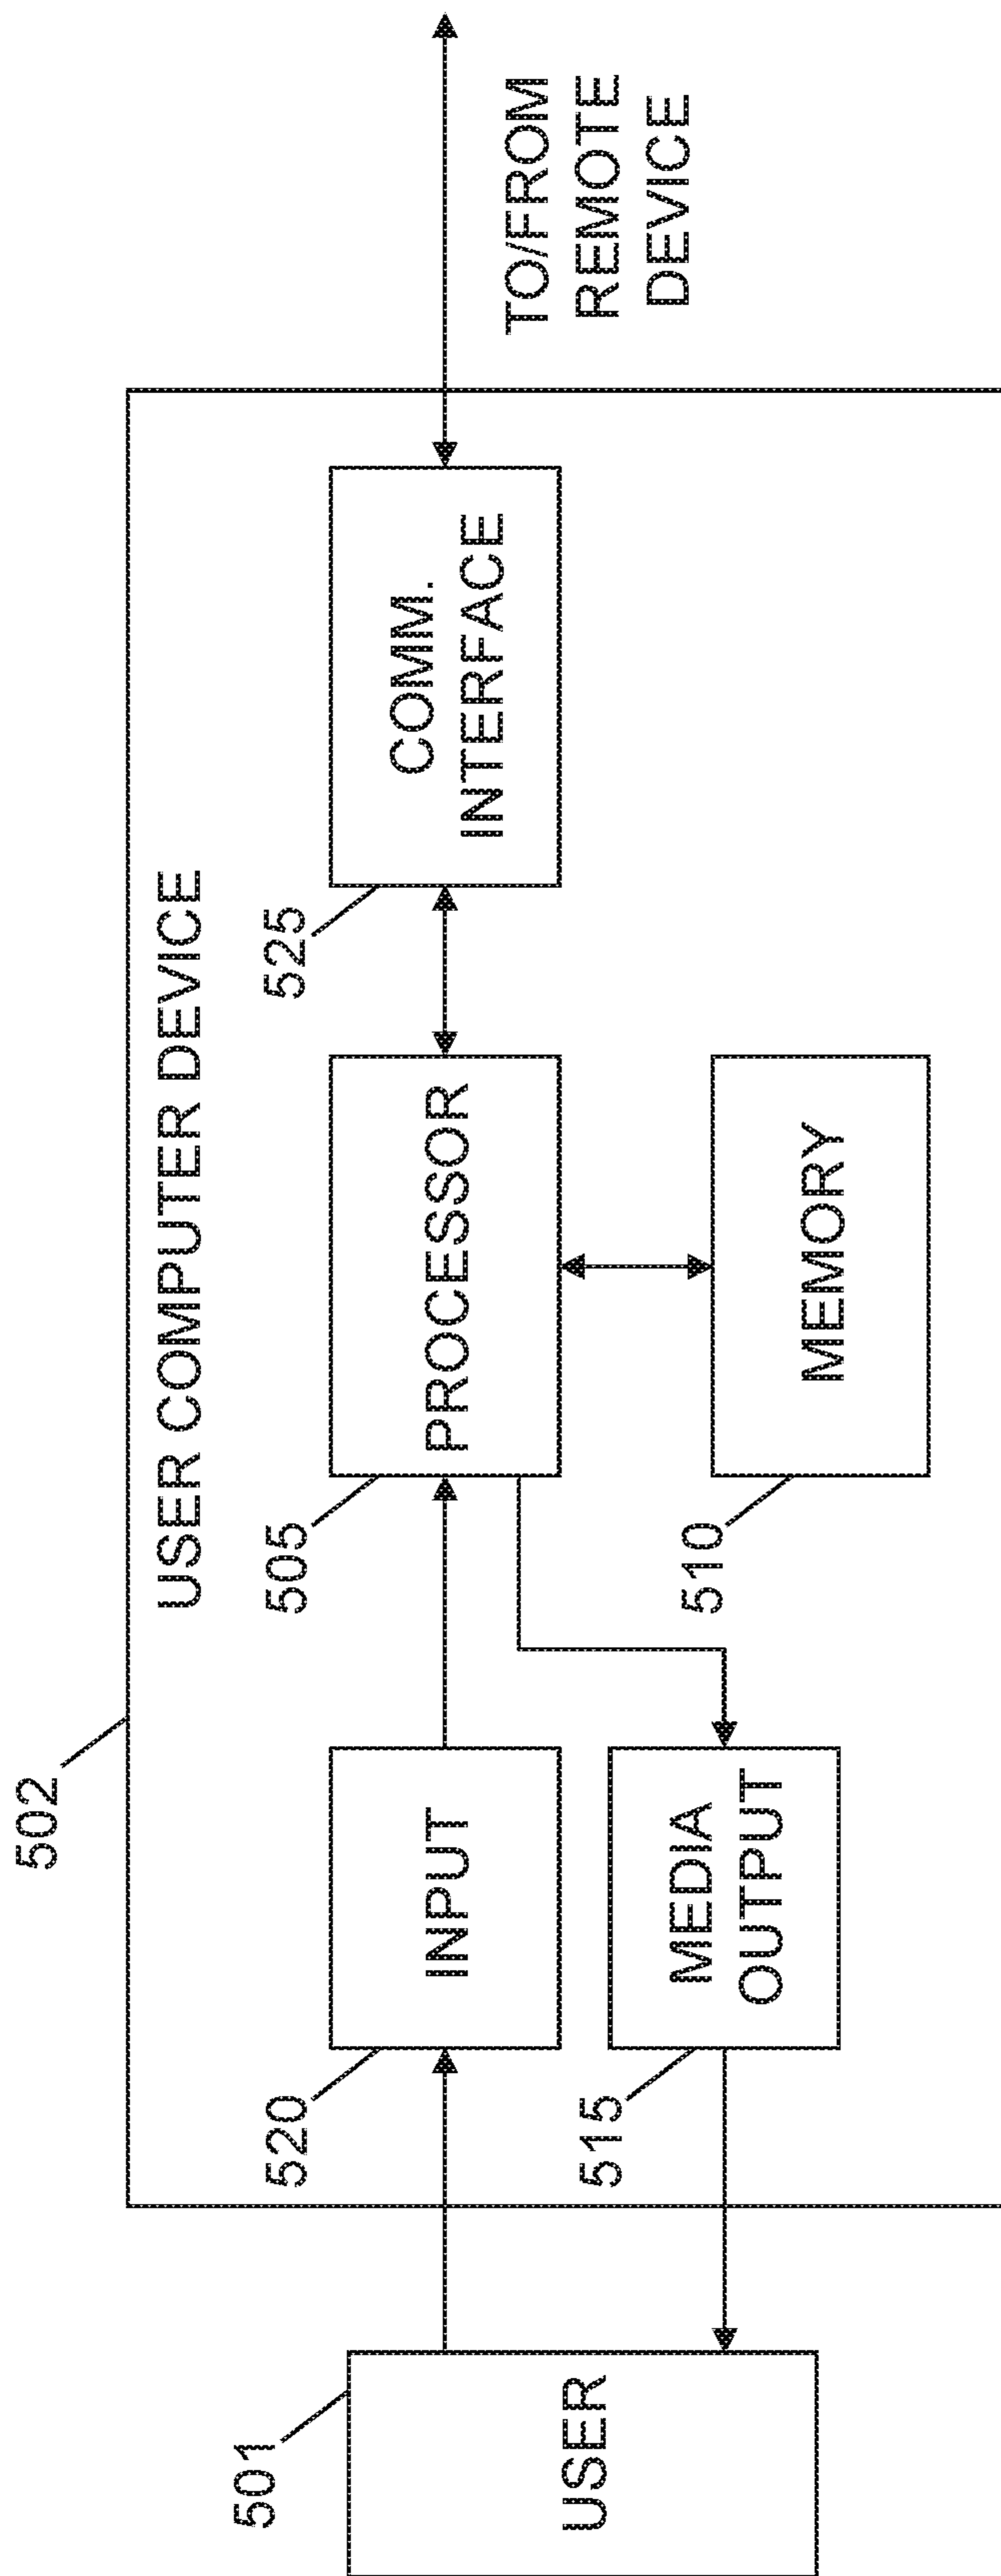 502
USER COMPUTER DEVICE
501
USER
520
INPUT
505
PROCESSOR
525
COMM.
INTERFACE
TO/FROM
REMOTE
DEVICE
515
MEDIA
OUTPUT
510
MEMORY